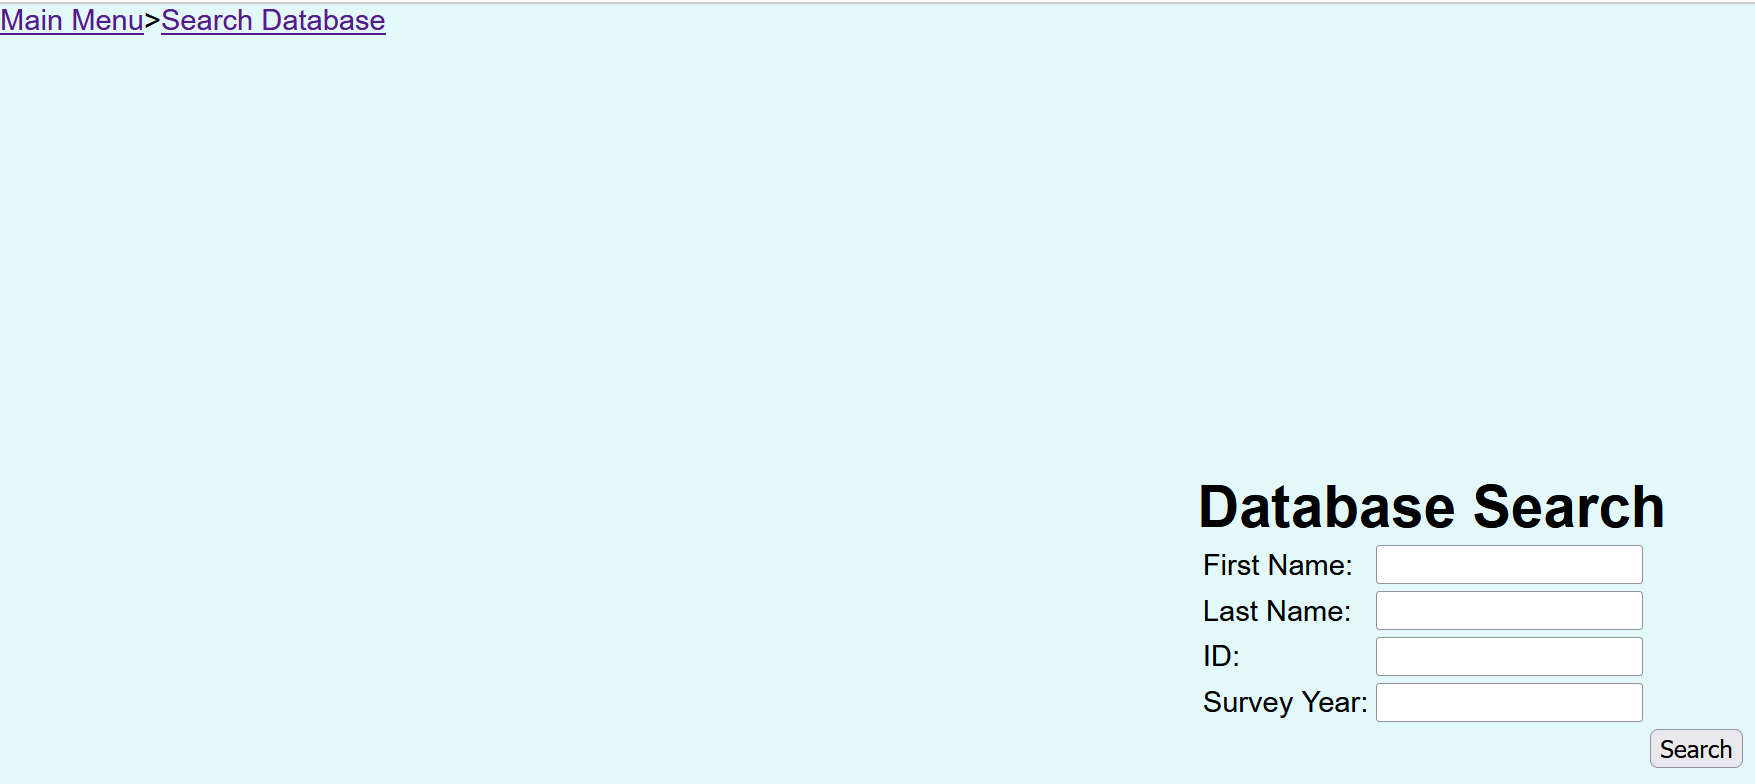 Main Menu>Search Database
Database Search
First Name:
Last Name:
ID:
Survey Year:
Search